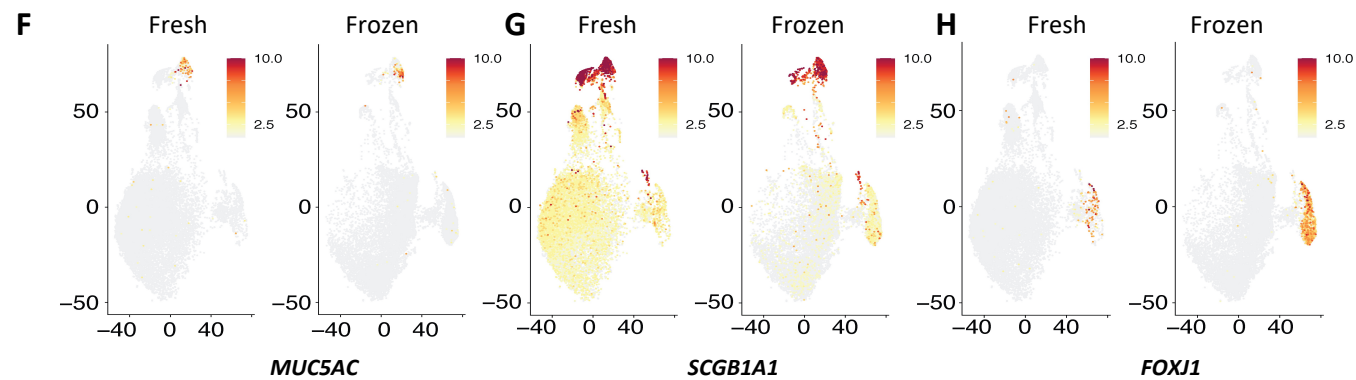 F Fresh Frozen G Fresh Frozen H Fresh Frozen
10.0 10.0 10.0 10.0 10.0 10.0
50 2.5 50 2.5 50 2.5 50 2.5 50 2.5 50 2.5
0 0 0 0 0 0
−50 −50 −50 −50 −50 −50
−40 0 40 −40 0 40 −40 0 40 −40 0 40 −40 0 40 −40 0 40
MUC5AC SCGB1A1 FOXJ1